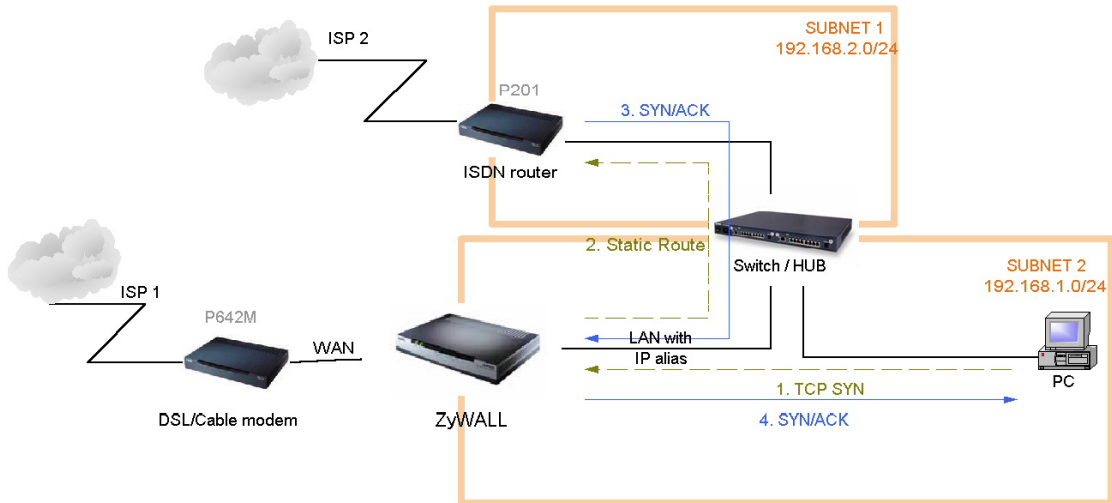 SUBNET 1
192.168.2.0/24
ISP 2
P201
3. SYN/ACK
ISDN router
2. Static Route
Switch / HUB
SUBNET 2
192.168.1.0/24
ISP 1
P642M
WAN
LAN with
IP alias
PC
1. TCP SYN
DSL/Cable modem
ZyWALL
4. SYN/ACK